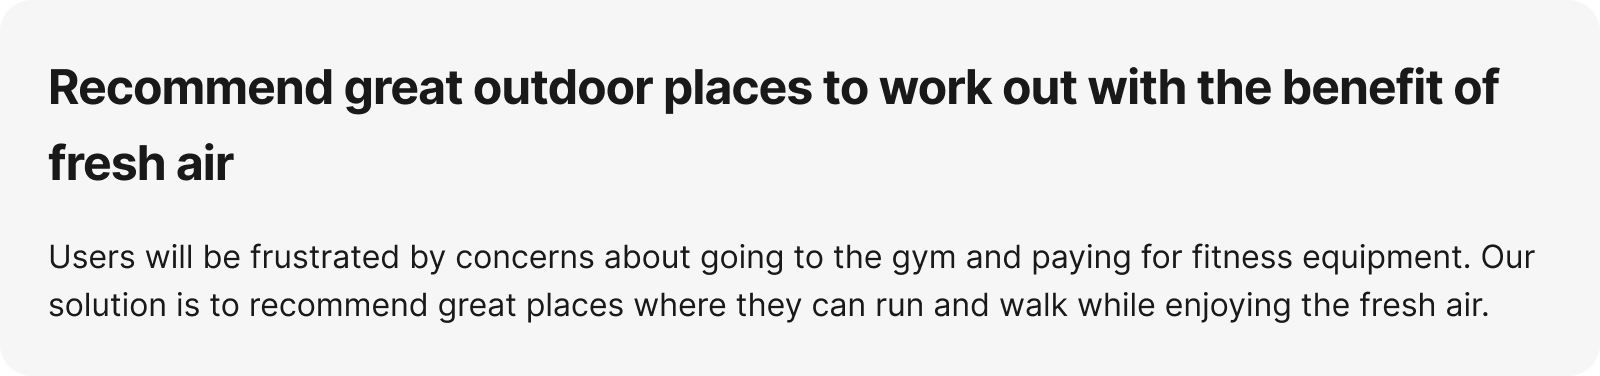 Recommend great outdoor places to work out with the benefit of
fresh air
Users will be frustrated by concerns about going to the gym and paying for fitness equipment. Our
solution is to recommend great places where they can run and walk while enjoying the fresh air.